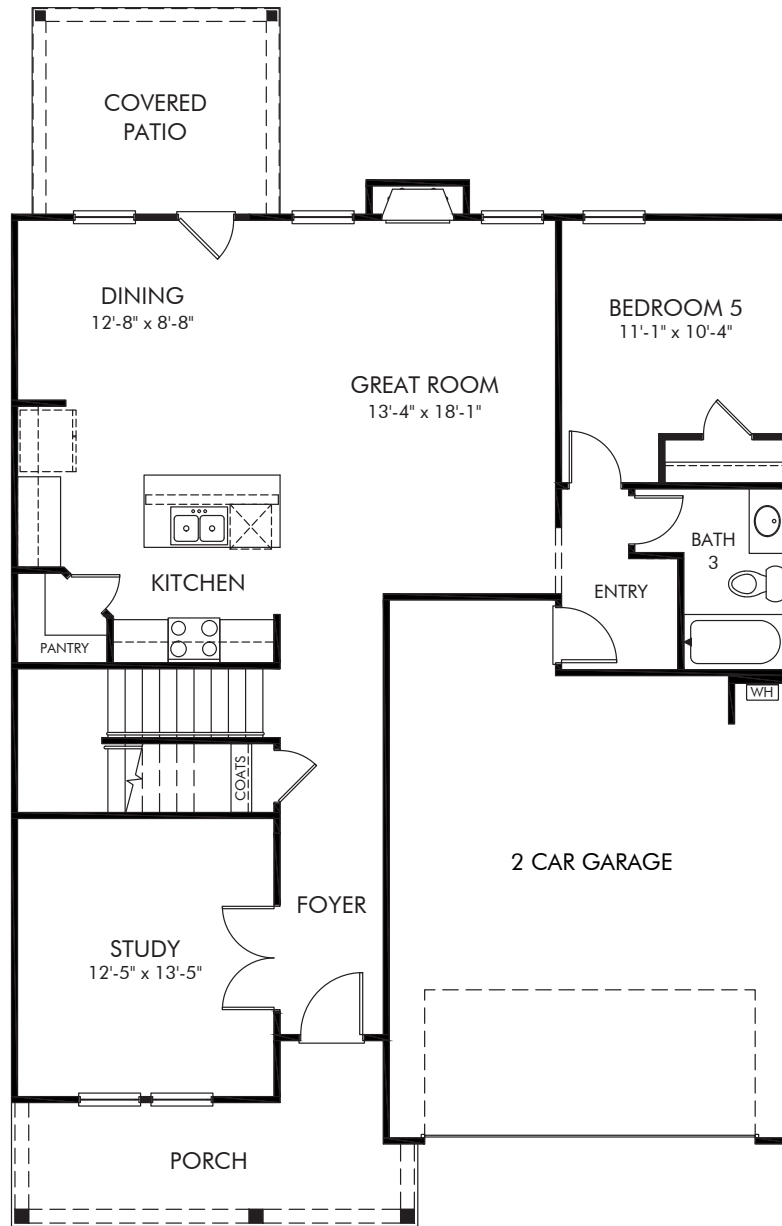 COVERED
PATIO
DINING
12'-8" x 8'-8"
BEDROOM 5
11'-1" x 10'-4"
GREAT ROOM
13'-4" x 18'-1"
BATH
3
KITCHEN
ENTRY
PANTRY
WH
COATS
2 CAR GARAGE
FOYER
STUDY
12'-5" x 13'-5"
PORCH